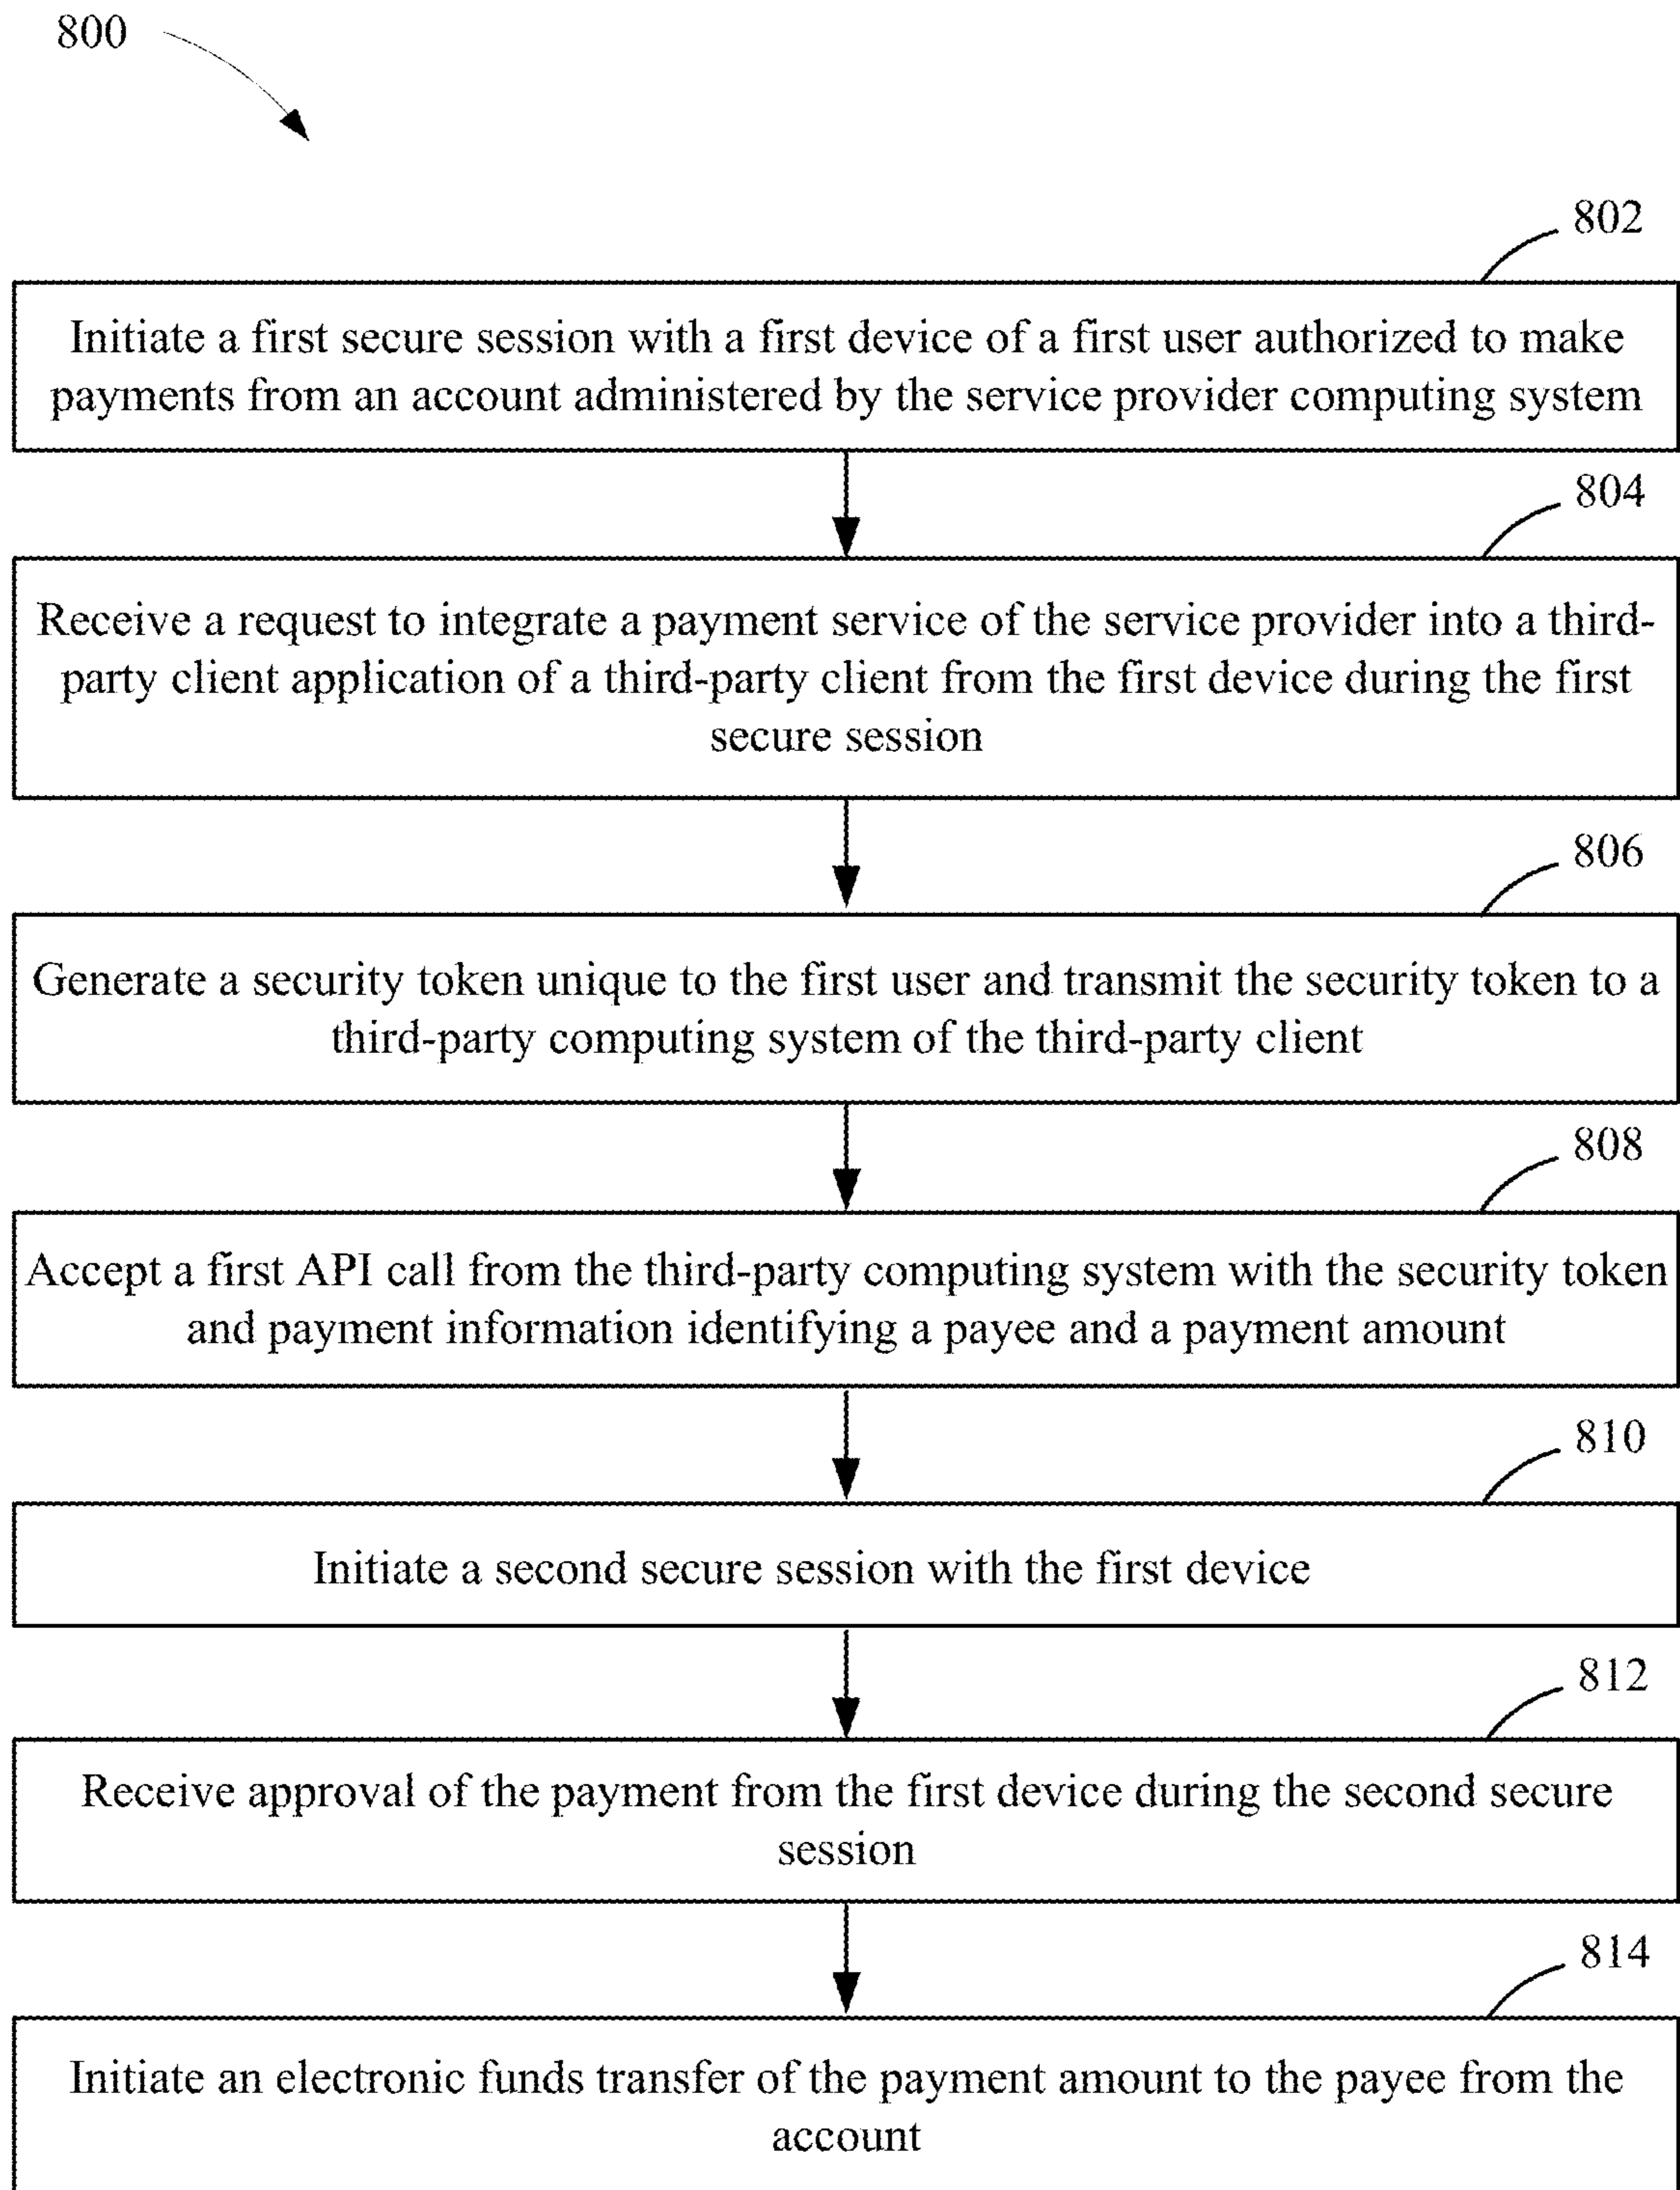 800
802
Initiate a first secure session with a first device of a first user authorized to make
payments from an account administered by the service provider computing system
804
Receive a request to integrate a payment service of the service provider into a third-
party client application of a third-party client from the first device during the first
secure session
806
Generate a security token unique to the first user and transmit the security token to a
third-party computing system of the third-party client
808
Accept a first API call from the third-party computing system with the security token
and payment information identifying a payee and a payment amount
810
Initiate a second secure session with the first device
812
Receive approval of the payment from the first device during the second secure
session
814
Initiate an electronic funds transfer of the payment amount to the payee from the
account